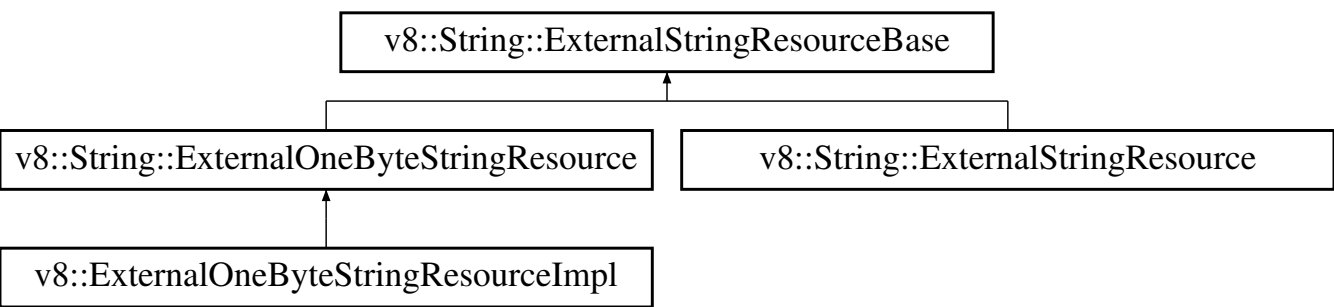 v8::String::ExternalStringResourceBase
v8::String::ExternalOneByteStringResource
v8::String::ExternalStringResource
v8::ExternalOneByteStringResourceImpl